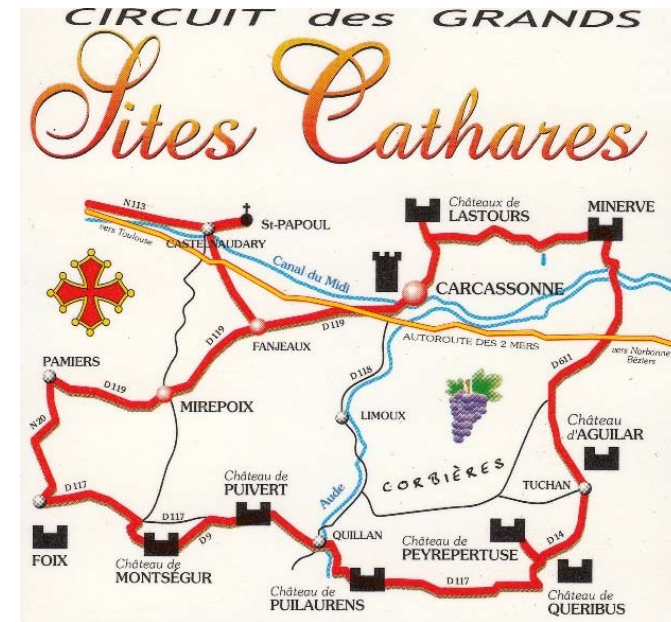 CIRCUIT des GRANDS
Sites Cathares
N113
vers Toulouse
St-PAPOUL
CASTELNAUDARY
Canal du Midi
Châteaux de
LASTOURS
MINERVE
CARCASSONNE
D119
FANJEAUX
D119
AUTOROUTE DES 2 MERS
vers Narbonne
Béziers
PAMIERS
D119
MIREPOIX
D118
D611
N20
LIMOUX
Château
d'AGUILAR
CORBIÈRES
D117
Château de
PUIVERT
Aude
TUCHAN
D117
D9
QUILLAN
Château de
PEYREPERTUSE
D14
FOIX
Château de
MONTSÉGUR
Château de
PUILAURENS
D117
Château de
QUERIBUS